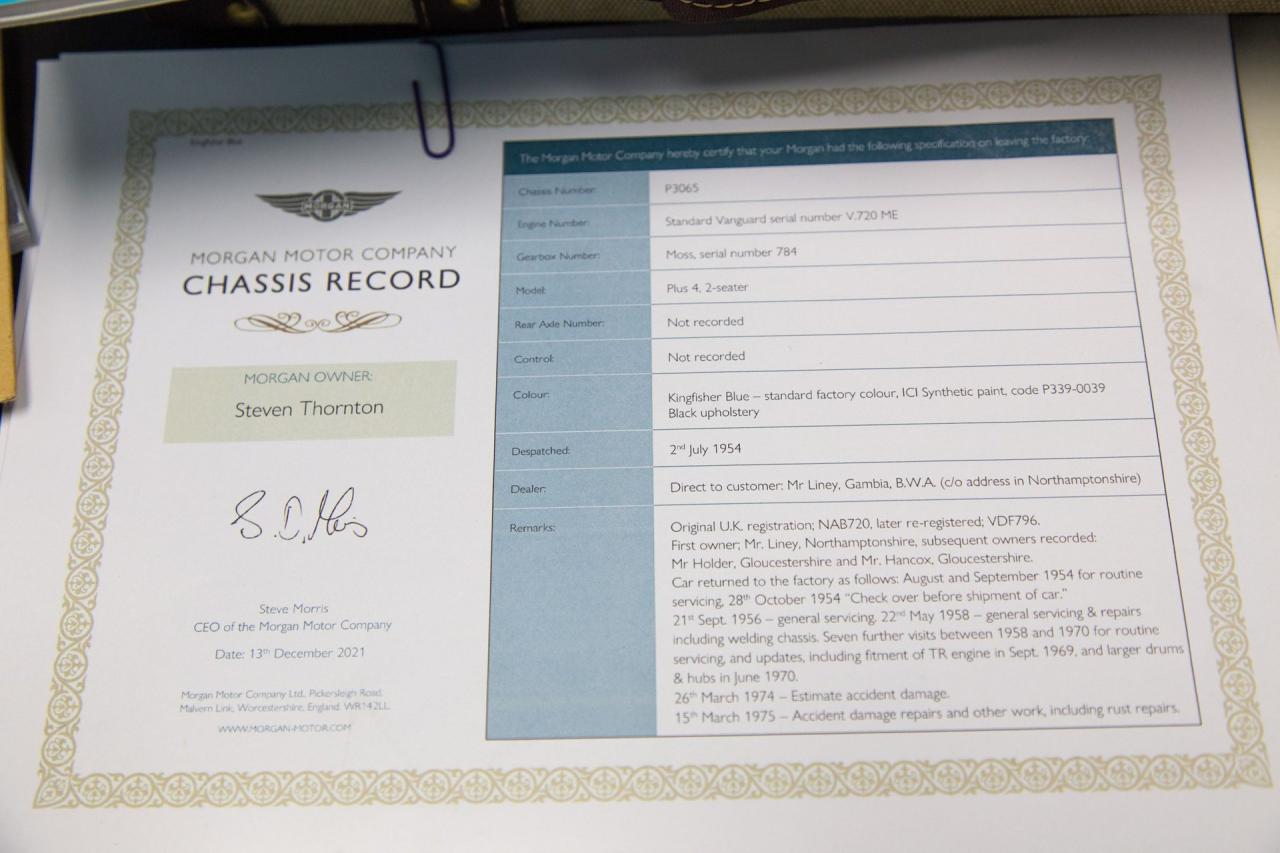 Kingfisher Blue
MORGAN
MORGAN MOTOR COMPANY
CHASSIS RECORD
MORGAN OWNER:
Steven Thornton
Steve Morris
CEO of the Morgan Motor Company
Date: 13th December 2021
Morgan Motor Company Ltd., Pickersleigh Road,
Malvern Link, Worcestershire, England. WR14 2LL.
WWW.MORGAN-MOTOR.COM
The Morgan Motor Company hereby certify that your Morgan had the following specification on leaving the factory:
Chassis Number: P3065
Engine Number: Standard Vanguard serial number V.720 ME
Gearbox Number: Moss, serial number 784
Model: Plus 4, 2-seater
Rear Axle Number: Not recorded
Control: Not recorded
Colour: Kingfisher Blue – standard factory colour, ICI Synthetic paint, code P339-0039
Black upholstery
Despatched: 2nd July 1954
Dealer: Direct to customer: Mr Liney, Gambia, B.W.A. (c/o address in Northamptonshire)
Remarks: Original U.K. registration; NAB720, later re-registered; VDF796.
First owner; Mr. Liney, Northamptonshire, subsequent owners recorded:
Mr Holder, Gloucestershire and Mr. Hancox, Gloucestershire.
Car returned to the factory as follows: August and September 1954 for routine
servicing, 28th October 1954 “Check over before shipment of car.”
21st Sept. 1956 – general servicing. 22nd May 1958 – general servicing & repairs
including welding chassis. Seven further visits between 1958 and 1970 for routine
servicing, and updates, including fitment of TR engine in Sept. 1969, and larger drums
& hubs in June 1970.
26th March 1974 – Estimate accident damage.
15th March 1975 – Accident damage repairs and other work, including rust repairs.